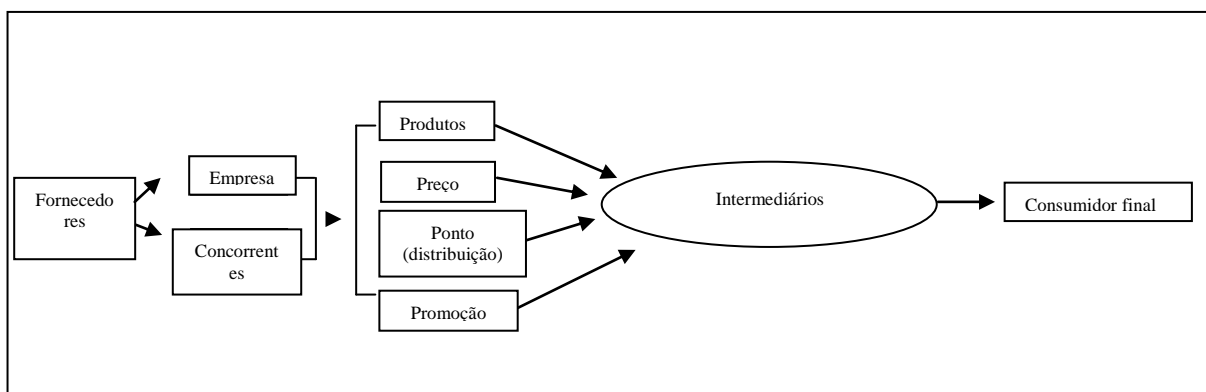 Fornecedo
res
Empresa
Concorrent
es
Produtos
Preço
Ponto
(distribuição)
Promoção
Intermediários
Consumidor final